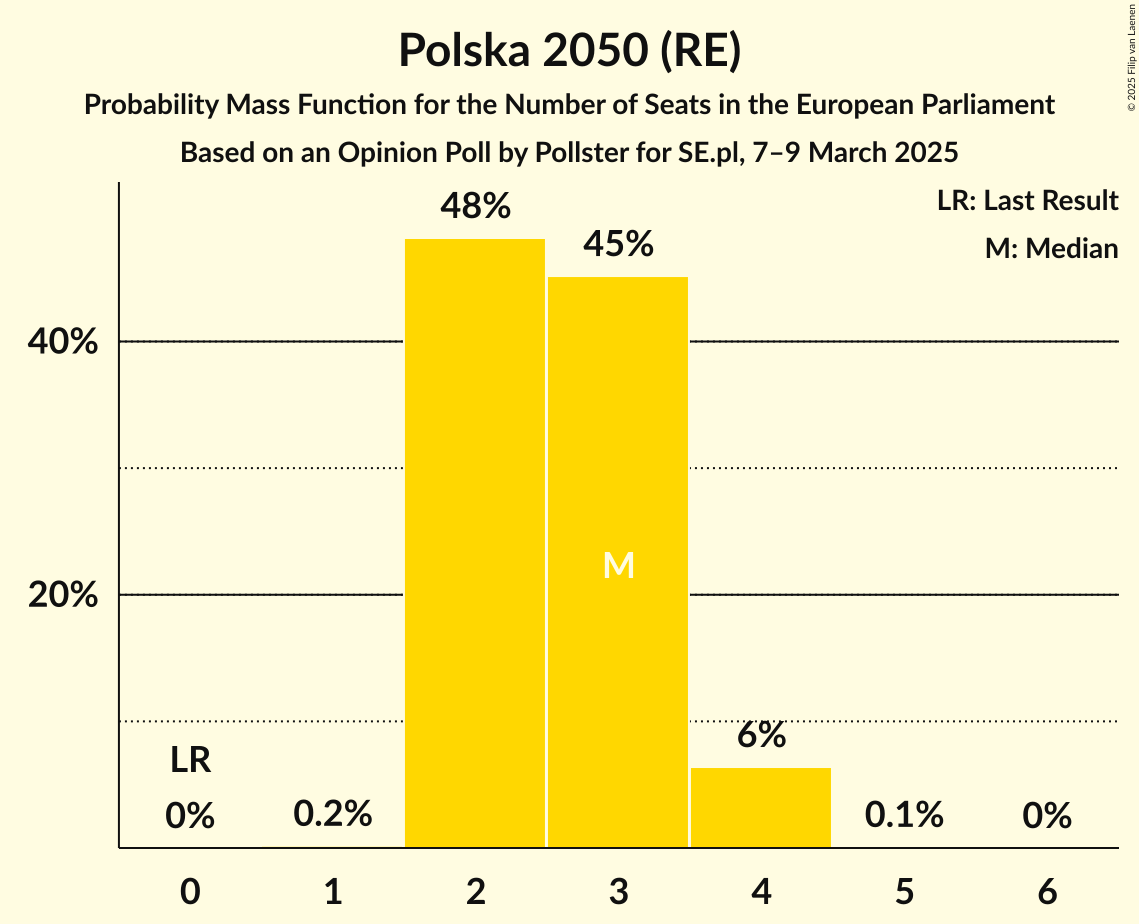 Polska 2050 (RE)
Probability Mass Function for the Number of Seats in the European Parliament
Based on an Opinion Poll by Pollster for SE.pl, 7–9 March 2025
© 2025 Filip van Laenen
LR: Last Result
M: Median
48%
45%
40%
M
20%
6%
LR
0%
0.2%
0.1%
0%
0 1 2 3 4 5 6